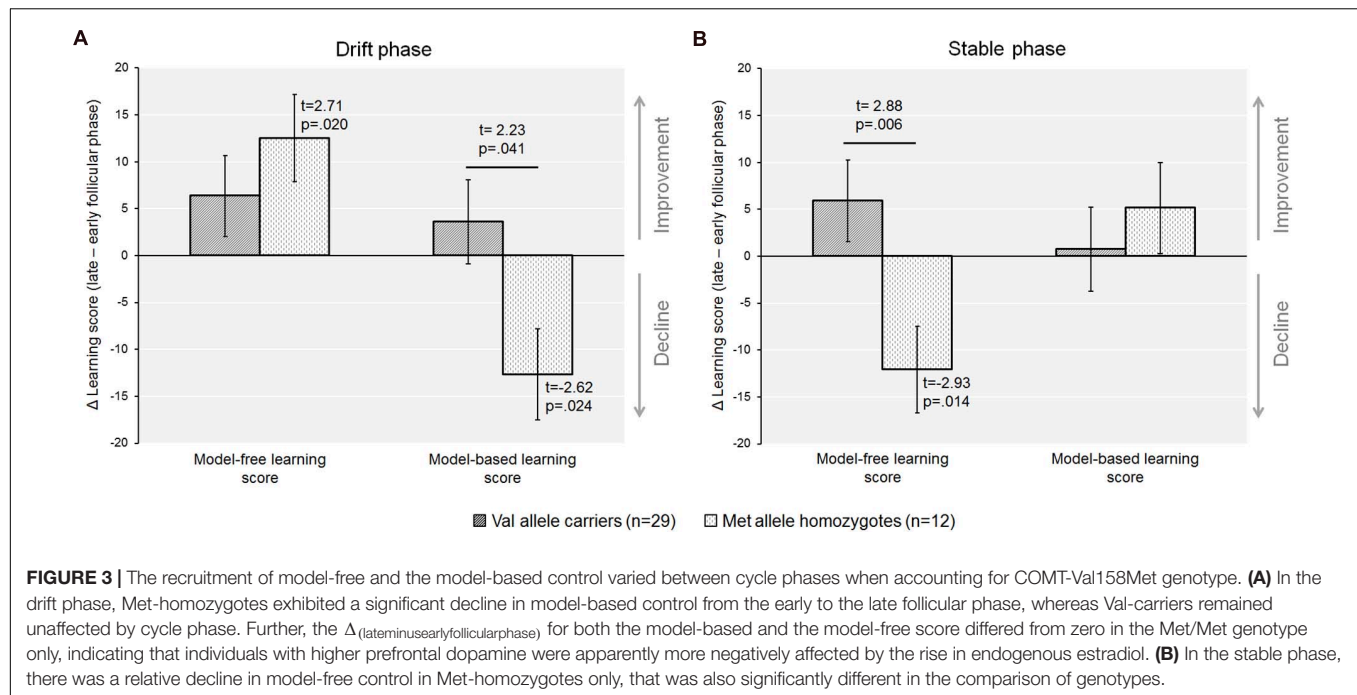 A
Drift phase
Δ Learning score (late – early follicular phase)
20
15
10
5
0
-5
-10
-15
-20
t=2.71
p=.020
t= 2.23
p=.041
t=-2.62
p=.024
Improvement
Decline
Model-free learning
score
Model-based learning
score
B
Stable phase
Δ Learning score (late – early follicular phase)
20
15
10
5
0
-5
-10
-15
-20
t= 2.88
p=.006
t=-2.93
p=.014
Improvement
Decline
Model-free learning
score
Model-based learning
score
Val allele carriers (n=29)
Met allele homozygotes (n=12)
FIGURE 3 | The recruitment of model-free and the model-based control varied between cycle phases when accounting for COMT-Val158Met genotype. (A) In the
drift phase, Met-homozygotes exhibited a significant decline in model-based control from the early to the late follicular phase, whereas Val-carriers remained
unaffected by cycle phase. Further, the Δ(lateminusearlyfollicularphase) for both the model-based and the model-free score differed from zero in the Met/Met genotype
only, indicating that individuals with higher prefrontal dopamine were apparently more negatively affected by the rise in endogenous estradiol. (B) In the stable phase,
there was a relative decline in model-free control in Met-homozygotes only, that was also significantly different in the comparison of genotypes.